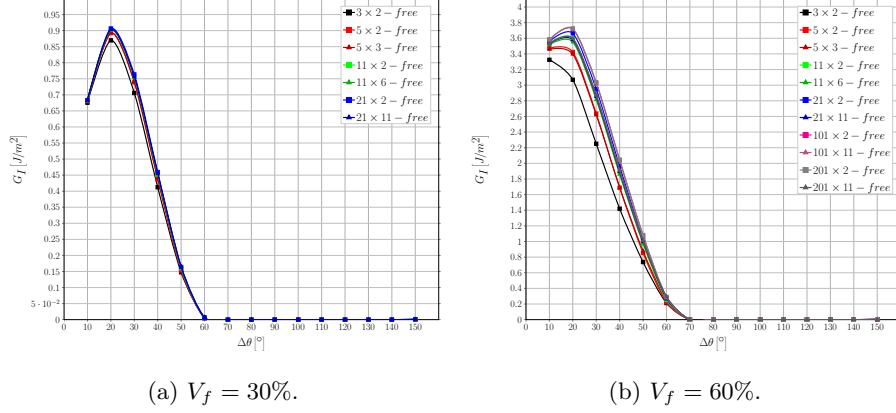 0.95
0.9
0.85
0.8
0.75
0.7
0.65
0.6
0.55
0.5
0.45
0.4
0.35
0.3
0.25
0.2
0.15
0.1
5 · 10⁻²
0
G_I [J/m²]
0 10 20 30 40 50 60 70 80 90 100 110 120 130 140 150
Δθ [°]
3 × 2 − free
5 × 2 − free
5 × 3 − free
11 × 2 − free
11 × 6 − free
21 × 2 − free
21 × 11 − free
(a) V_f = 30%.
4
3.8
3.6
3.4
3.2
3
2.8
2.6
2.4
2.2
2
1.8
1.6
1.4
1.2
1
0.8
0.6
0.4
0.2
0
G_I [J/m²]
0 10 20 30 40 50 60 70 80 90 100 110 120 130 140 150
Δθ [°]
3 × 2 − free
5 × 2 − free
5 × 3 − free
11 × 2 − free
11 × 6 − free
21 × 2 − free
21 × 11 − free
101 × 2 − free
101 × 11 − free
201 × 2 − free
201 × 11 − free
(b) V_f = 60%.